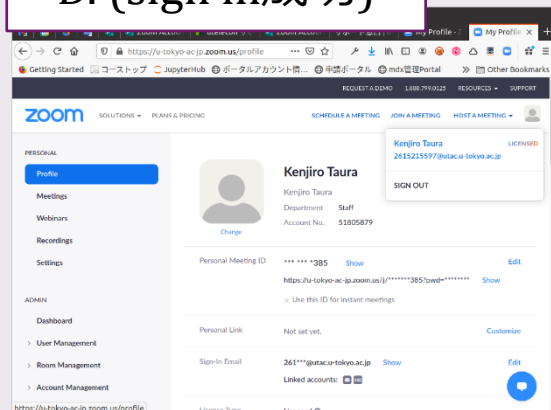 D: (Sign in成功)
My Profile - Z
My Profile
https://u-tokyo-ac-jp.zoom.us/profile
Getting Started
コーストップ
JupyterHub
ポータルアカウント情…
申請ポータル
mdx管理Portal
Other Bookmarks
REQUEST A DEMO
1.888.799.0125
RESOURCES
SUPPORT
zoom
SOLUTIONS
PLANS & PRICING
SCHEDULE A MEETING
JOIN A MEETING
HOST A MEETING
Kenjiro Taura
LICENSED
2615215597@utac.u-tokyo.ac.jp
SIGN OUT
PERSONAL
Profile
Meetings
Webinars
Recordings
Settings
ADMIN
Dashboard
User Management
Room Management
Account Management
Change
Kenjiro Taura
Kenjiro Taura
Department Staff
Account No. 51805879
Personal Meeting ID
*** *** *385
Show
Edit
https://u-tokyo-ac-jp.zoom.us/j/*******385?pwd=********
Show
× Use this ID for instant meetings
Personal Link
Not set yet.
Customize
Sign-In Email
261***@utac.u-tokyo.ac.jp
Show
Edit
Linked accounts:
https://u-tokyo-ac-jp.zoom.us/profile